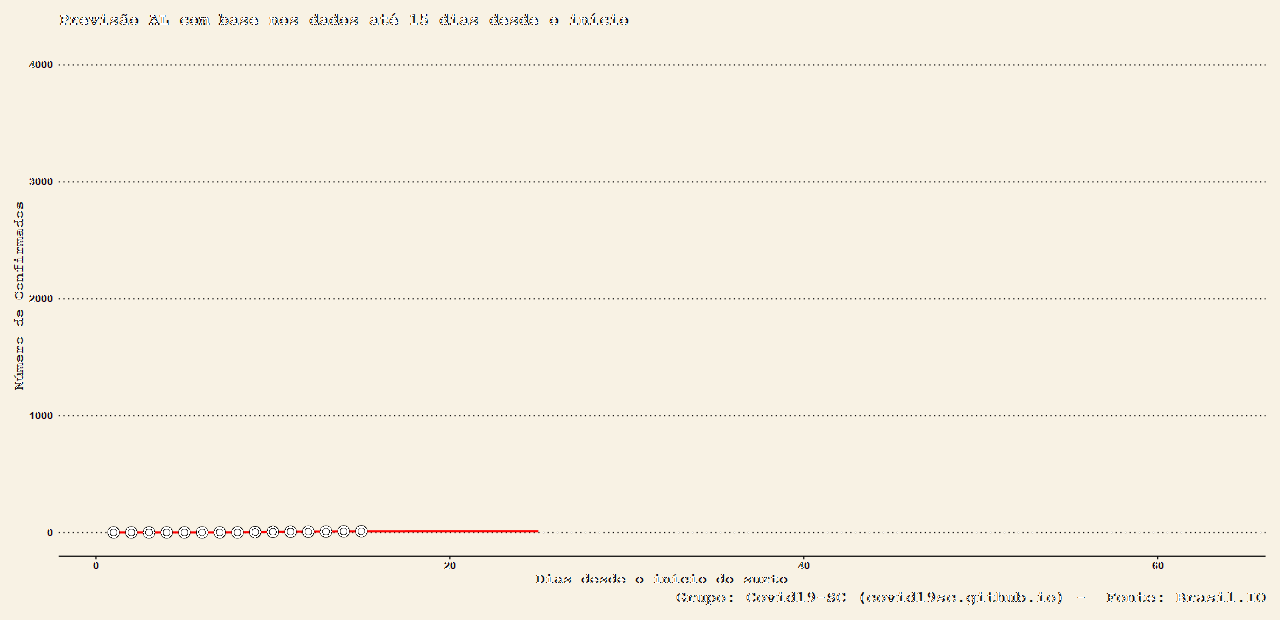 Previsão AL com base nos dados até 15 dias desde o início
4000
3000
2000
1000
0
Número de Confirmados
0 20 40 60
Dias desde o início do surto
Grupo: Covid19-SC (covid19sc.github.io) -- Fonte: Brasil.IO